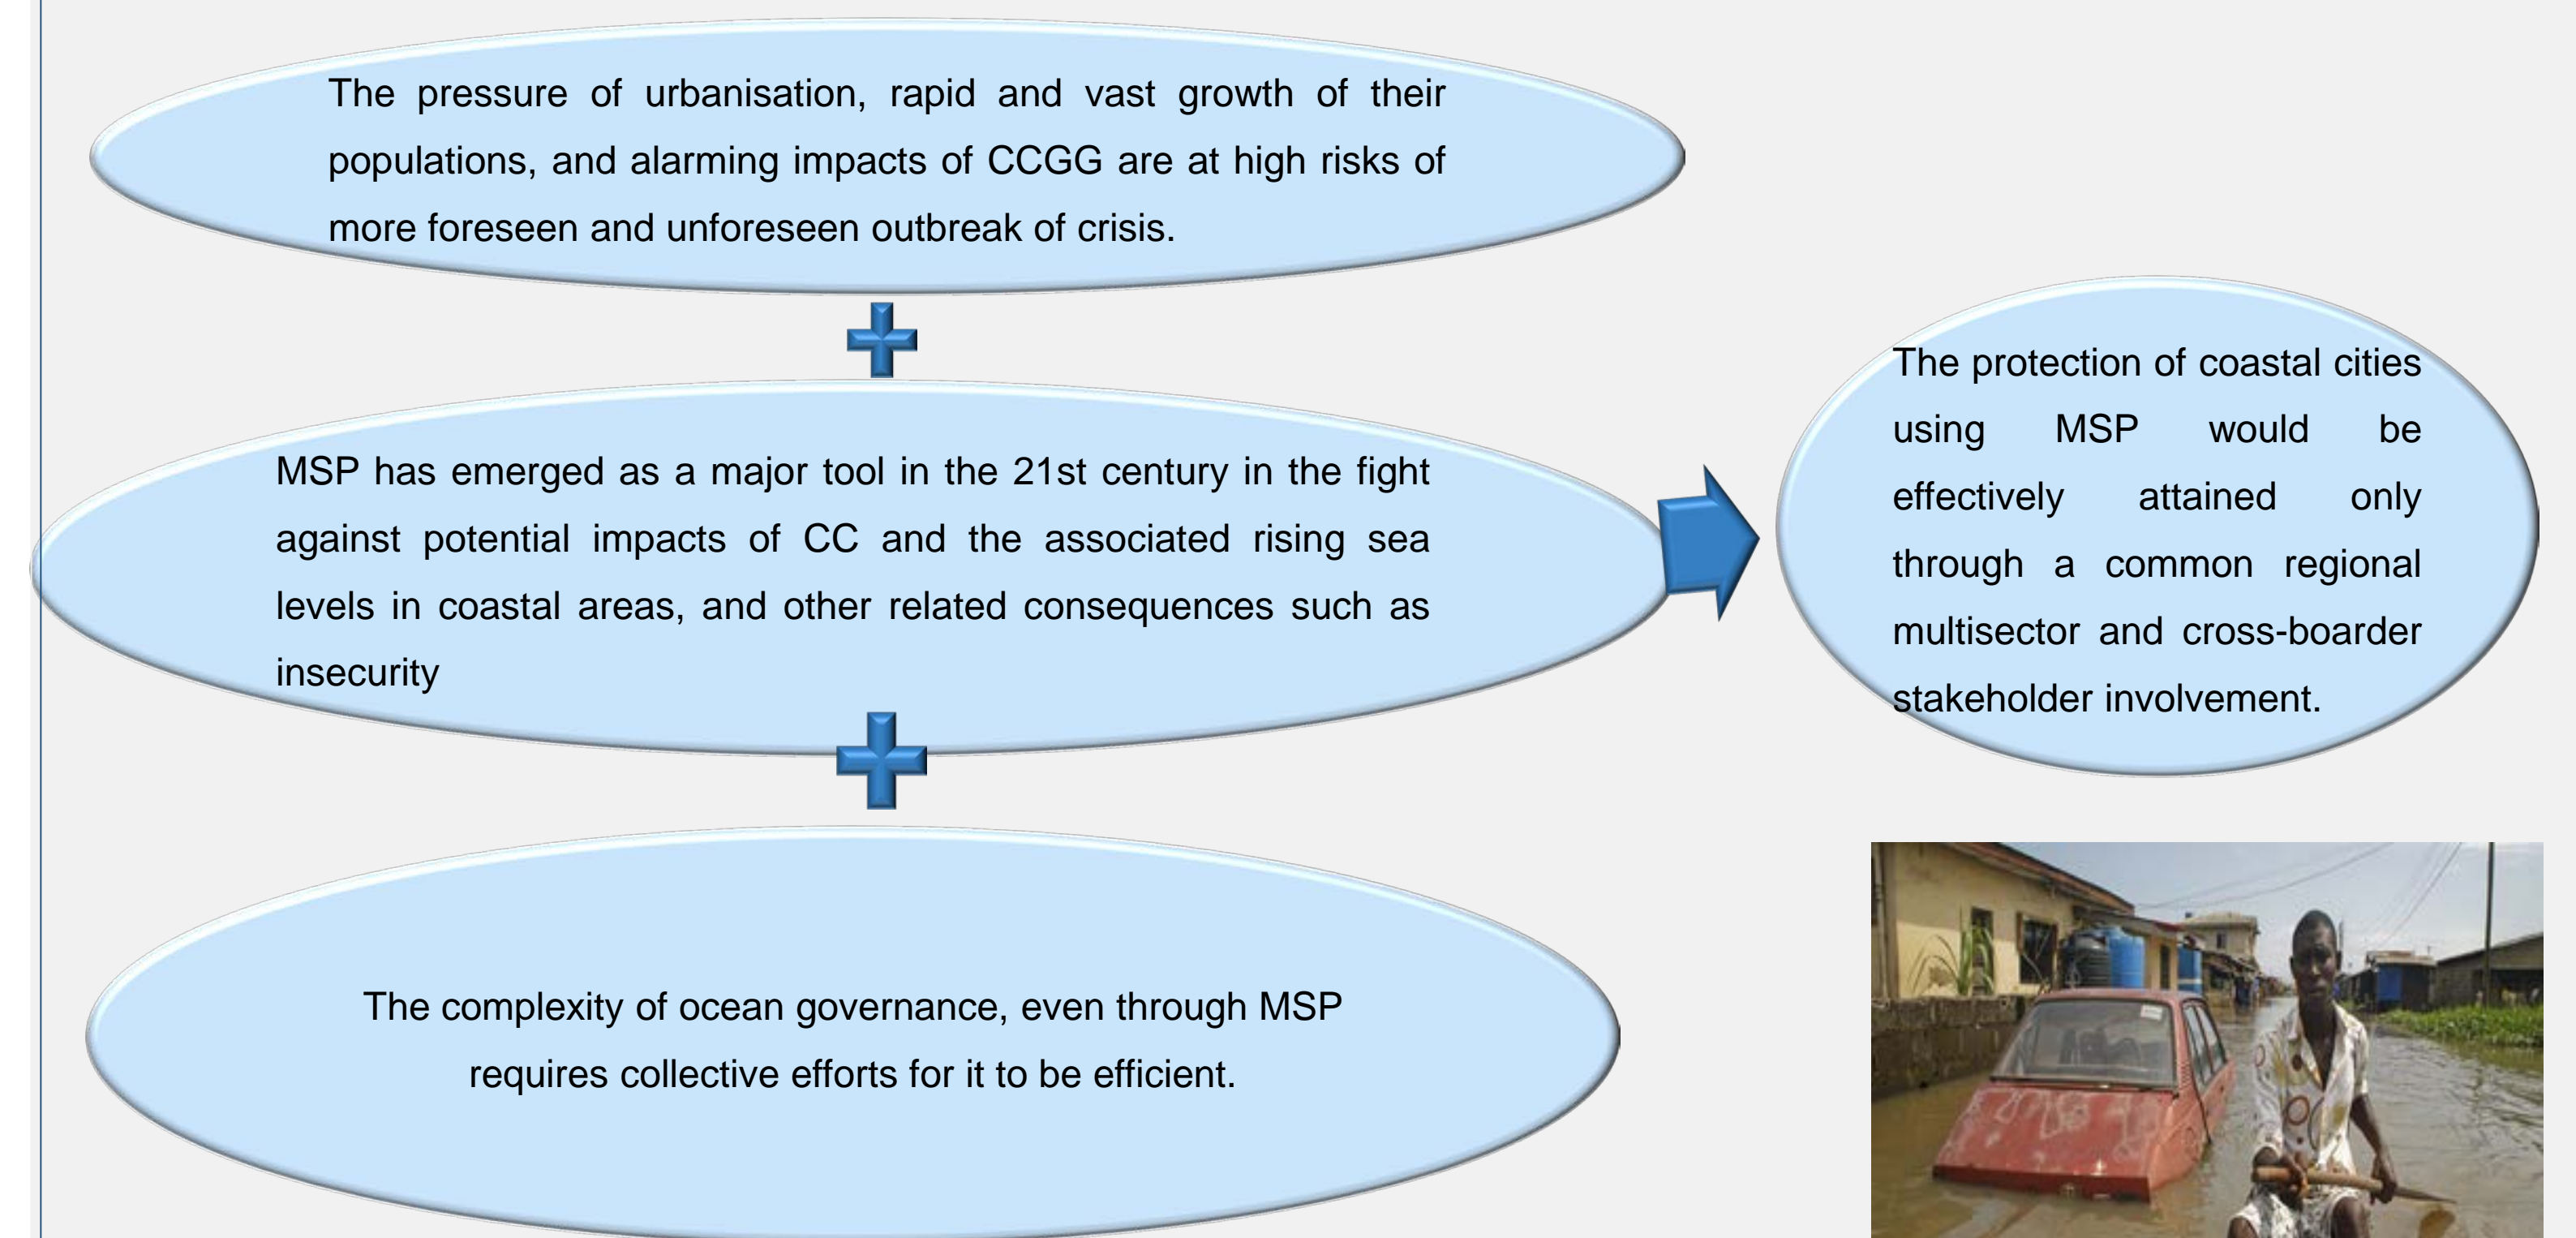 The pressure of urbanisation, rapid and vast growth of their
populations, and alarming impacts of CCGG are at high risks of
more foreseen and unforeseen outbreak of crisis.
MSP has emerged as a major tool in the 21st century in the fight
against potential impacts of CC and the associated rising sea
levels in coastal areas, and other related consequences such as
insecurity
The complexity of ocean governance, even through MSP
requires collective efforts for it to be efficient.
The protection of coastal cities
using MSP would be
effectively attained only
through a common regional
multisector and cross-boarder
stakeholder involvement.